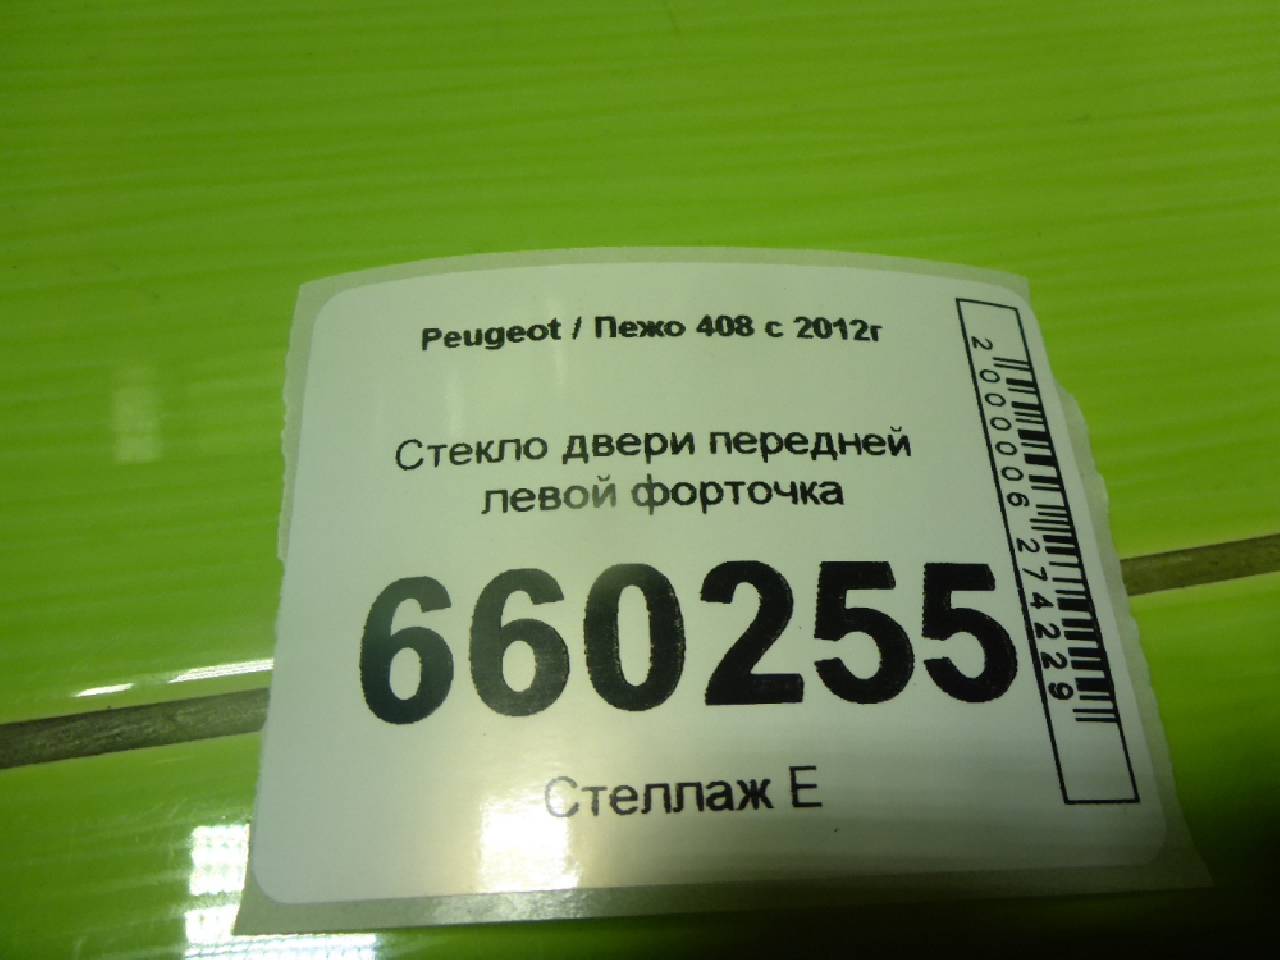 Peugeot / Пежо 408 с 2012г
Стекло двери передней
левой форточка
660255
Стеллаж Е
2000006274229